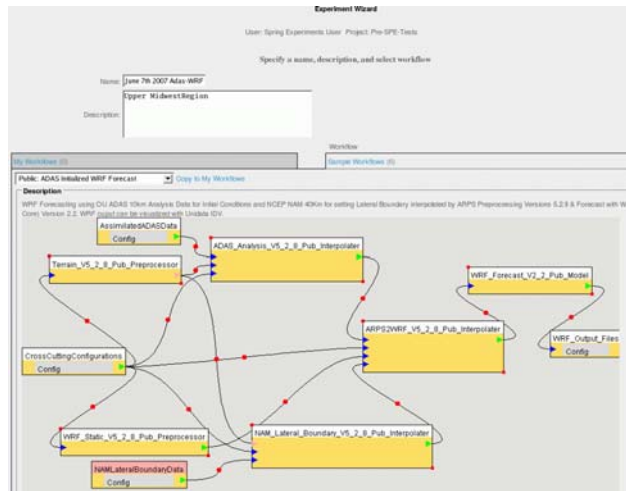 Experiment Wizard
User: Spring Experiments User Project: Pre-SPE-Tests
Specify a name, description, and select workflow
Name: June 7th 2007 Adas-WRF
Description: Upper MidwestRegion
Workflow
My Workflows (0)
Sample Workflows (6)
Public: ADAS Initialized WRF Forecast
Copy to My Workflows
Description
WRF Forecasting using OU ADAS 10km Analysis Data for Initial Conditions and NCEP NAM 40Km for setting Lateral Boundary interpolated by ARPS Preprocessing Versions 5.2.8 & Forecast with W
Core) Version 2.2. WRF ouput can be visualized with Unidata IDV.
AssimilatedADASData
Config
ADAS_Analysis_V5_2_8_Pub_Interpolater
Terrain_V5_2_8_Pub_Preprocessor
WRF_Forecast_V2_2_Pub_Model
ARPS2WRF_V5_2_8_Pub_Interpolater
WRF_Output_Files
Config
CrossCuttingConfigurations
Config
WRF_Static_V5_2_8_Pub_Preprocessor
NAM_Lateral_Boundary_V5_2_8_Pub_Interpolater
NAMLateralBoundaryData
Config